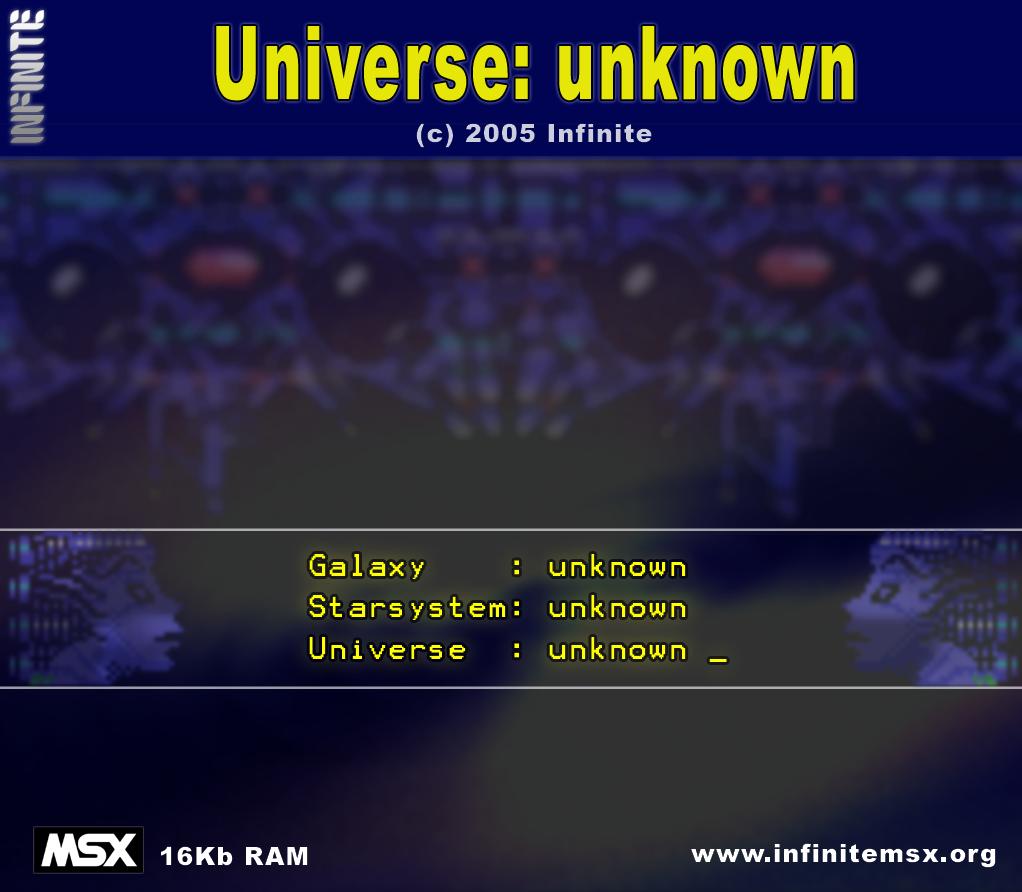 INFINITE
Universe: unknown
(c) 2005 Infinite
Galaxy : unknown
Starsystem: unknown
Universe : unknown _
MSX 16Kb RAM
www.infinitemsx.org